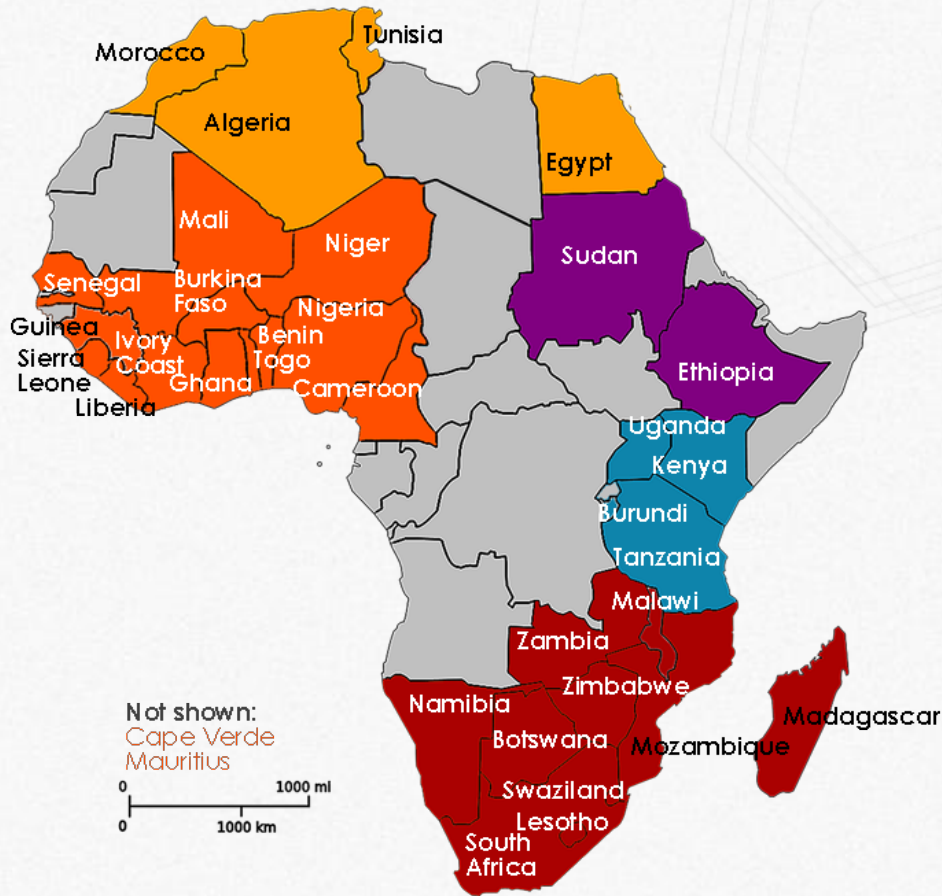 Tunisia
Morocco
Algeria
Egypt
Mali
Niger
Sudan
Senegal
Burkina
Faso
Nigeria
Guinea
Ivory
Coast
Benin
Togo
Sierra
Leone
Ghana
Cameroon
Liberia
Ethiopia
Uganda
Kenya
Burundi
Tanzania
Malawi
Zambia
Zimbabwe
Namibia
Botswana
Mozambique
Madagascar
Swaziland
Lesotho
South
Africa
Not shown:
Cape Verde
Mauritius
0 1000 ml
0 1000 km